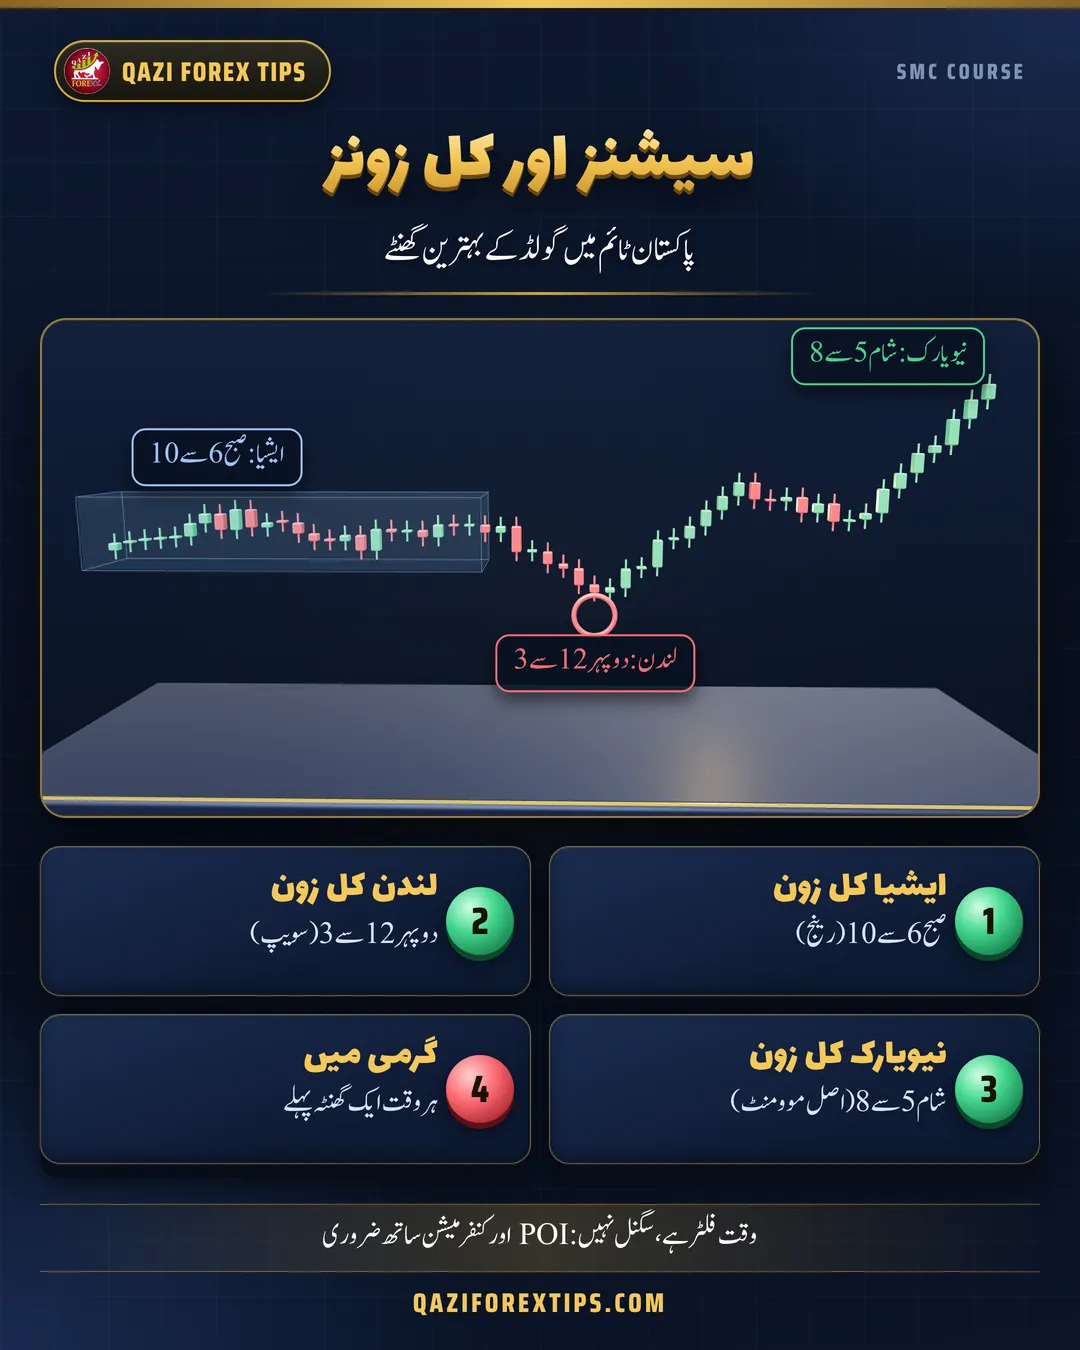 QAZI FOREX TIPS
SMC COURSE
سیشنز اور کل زونز
پاکستان ٹائم میں گولڈ کے بہترین گھنٹے
نیویارک: شام 5 سے 8
ایشیا: صبح 6 سے 10
لندن: دوپہر 12 سے 3
1
ایشیا کل زون
صبح 6 سے 10 (رینج)
2
لندن کل زون
دوپہر 12 سے 3 (سویپ)
3
نیویارک کل زون
شام 5 سے 8 (اصل موومنٹ)
4
گرمی میں
ہر وقت ایک گھنٹہ پہلے
وقت فلٹر ہے، سگنل نہیں: POI اور کنفرمیشن ساتھ ضروری
QAZIFOREXTIPS.COM